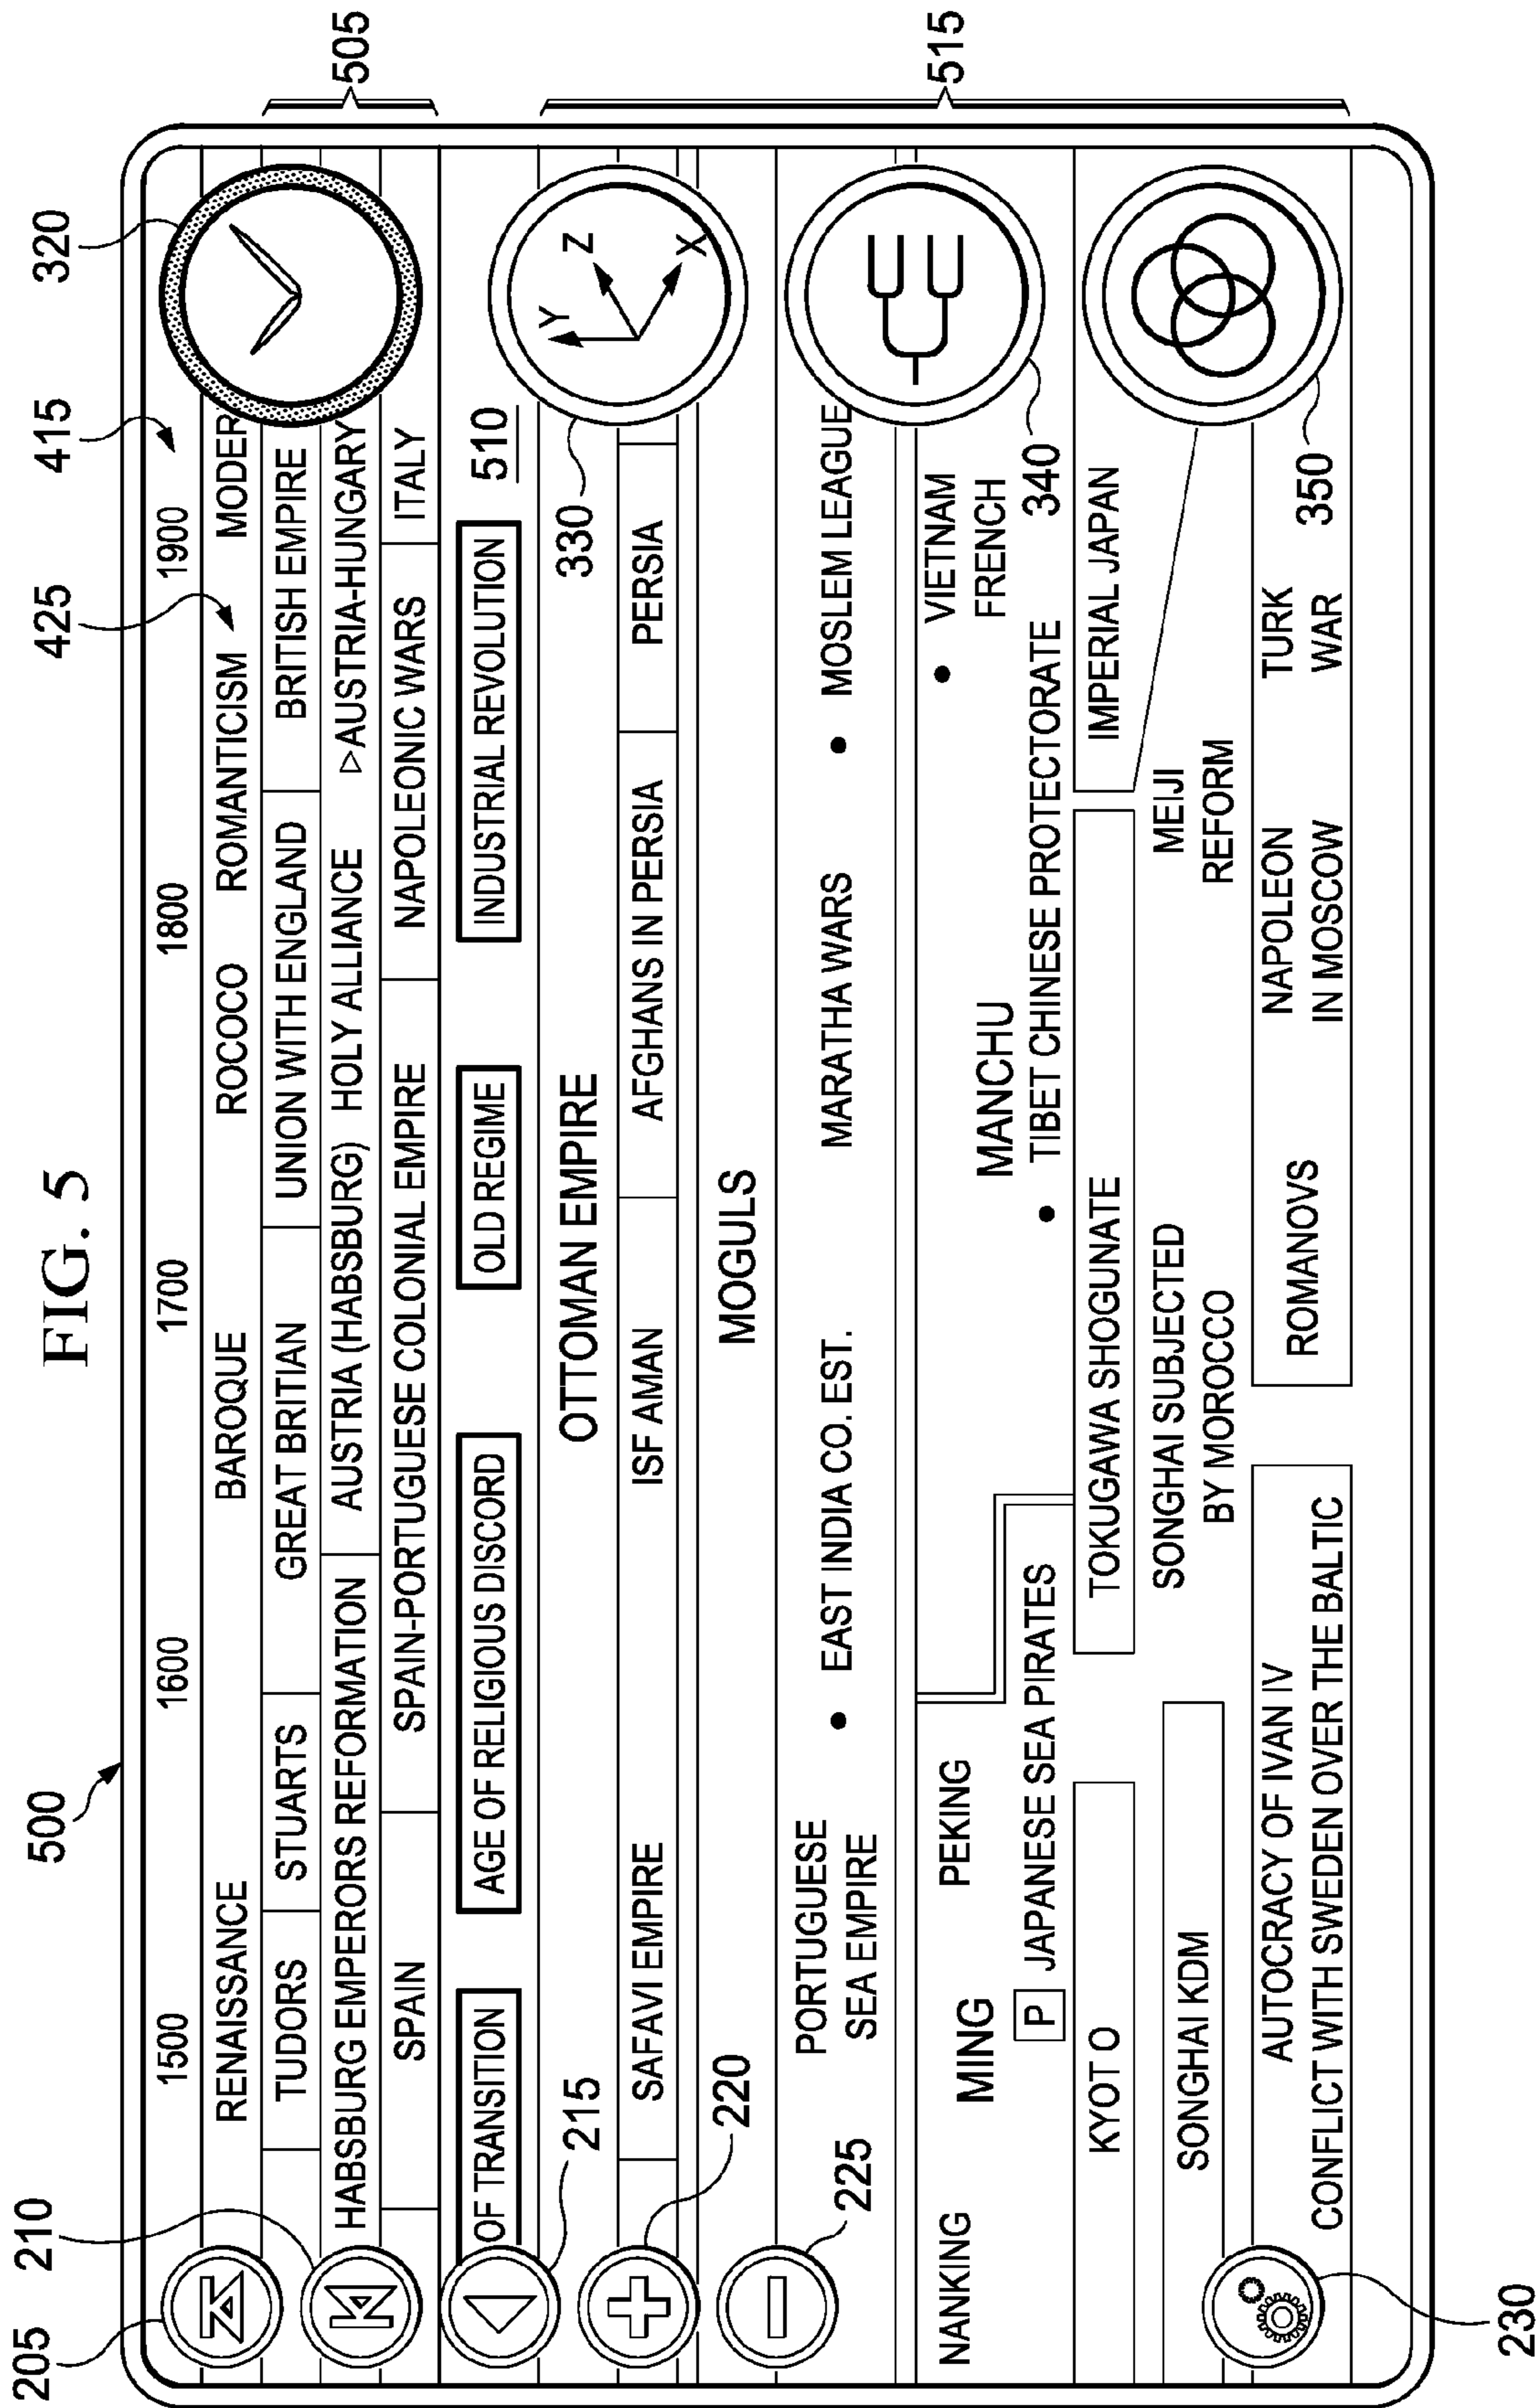 FIG. 5
500
425
415
320
205
210
1500
1600
1700
1800
1900
RENAISSANCE
BAROQUE
ROCOCO
ROMANTICISM
MODER
TUDORS
STUARTS
GREAT BRITIAN
UNION WITH ENGLAND
BRITISH EMPIRE
505
HABSBURG EMPERORS REFORMATION
AUSTRIA (HABSBURG)
HOLY ALLIANCE
▷AUSTRIA-HUNGARY
SPAIN
SPAIN-PORTUGUESE COLONIAL EMPIRE
NAPOLEONIC WARS
ITALY
OF TRANSITION
AGE OF RELIGIOUS DISCORD
OLD REGIME
INDUSTRIAL REVOLUTION
510
215
OTTOMAN EMPIRE
330
Y
Z
X
SAFAVI EMPIRE
ISF AMAN
AFGHANS IN PERSIA
PERSIA
220
MOGULS
225
PORTUGUESE
SEA EMPIRE
• EAST INDIA CO. EST.
MARATHA WARS
• MOSLEM LEAGUE
515
NANKING
MING
PEKING
MANCHU
• VIETNAM
FRENCH
340
P
JAPANESE SEA PIRATES
• TIBET CHINESE PROTECTORATE
KYOT O
TOKUGAWA SHOGUNATE
IMPERIAL JAPAN
SONGHAI KDM
SONGHAI SUBJECTED
BY MOROCCO
MEIJI
REFORM
AUTOCRACY OF IVAN IV
CONFLICT WITH SWEDEN OVER THE BALTIC
ROMANOVS
NAPOLEON
IN MOSCOW
TURK
WAR
350
230